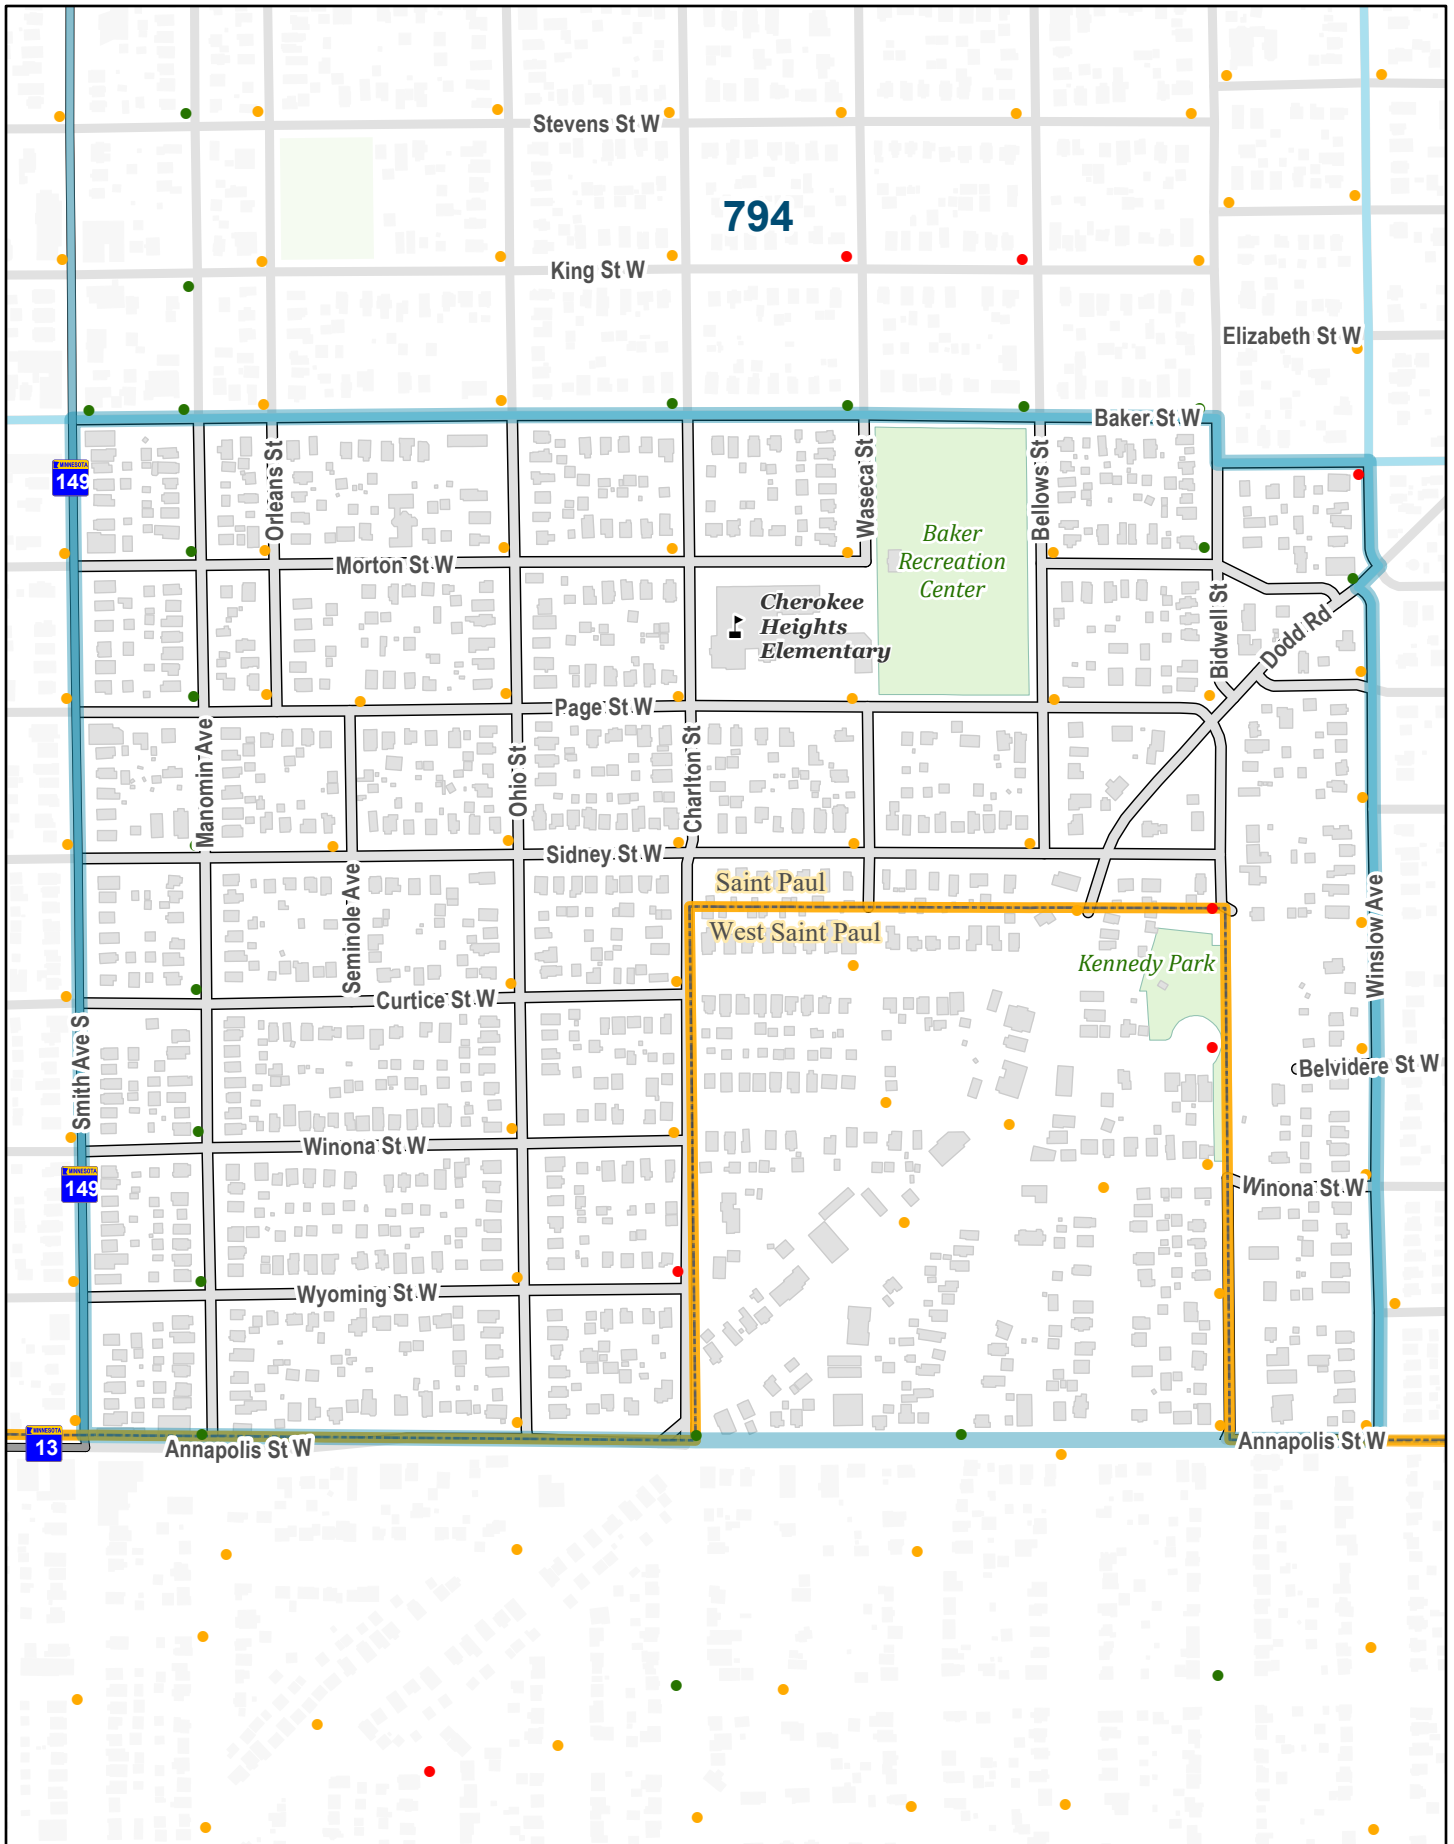 Stevens St W
794
King St W
Elizabeth St W
Baker St W
MINNESOTA
149
Orleans St
Waseca St
Bellows St
Baker
Recreation
Center
Morton St W
Cherokee
Heights
Elementary
Bidwell St
Dodd Rd
Page St W
Manomin Ave
Ohio St
Charlton St
Sidney St W
Saint Paul
West Saint Paul
Seminole Ave
Winslow Ave
Kennedy Park
Curtice St W
Smith Ave S
Belvidere St W
Winona St W
MINNESOTA
149
Winona St W
Wyoming St W
MINNESOTA
13
Annapolis St W
Annapolis St W